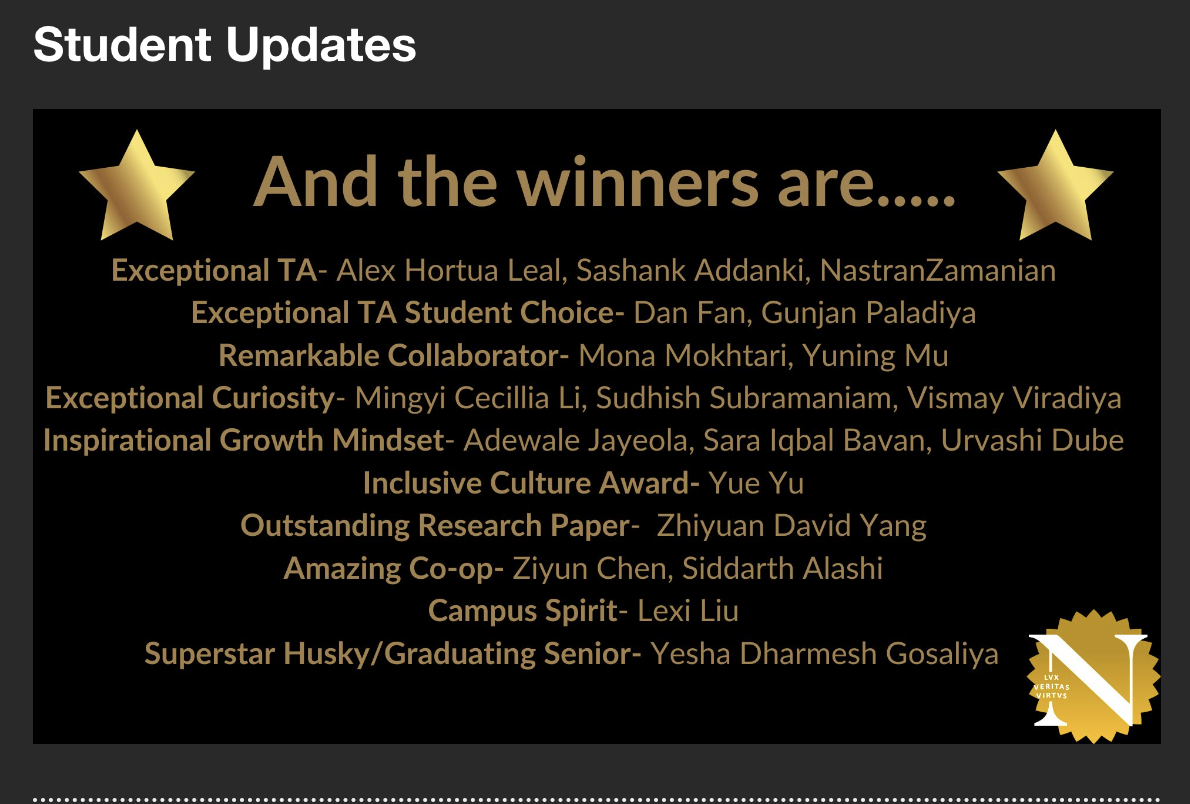 Student Updates
And the winners are.....
Exceptional TA- Alex Hortua Leal, Sashank Addanki, NastranZamanian
Exceptional TA Student Choice- Dan Fan, Gunjan Paladiya
Remarkable Collaborator- Mona Mokhtari, Yuning Mu
Exceptional Curiosity- Mingyi Cecillia Li, Sudhish Subramaniam, Vismay Viradiya
Inspirational Growth Mindset- Adewale Jayeola, Sara Iqbal Bavan, Urvashi Dube
Inclusive Culture Award- Yue Yu
Outstanding Research Paper-  Zhiyuan David Yang
Amazing Co-op- Ziyun Chen, Siddarth Alashi
Campus Spirit- Lexi Liu
Superstar Husky/Graduating Senior- Yesha Dharmesh Gosaliya
N
LVX
VERITAS
VIRTVS